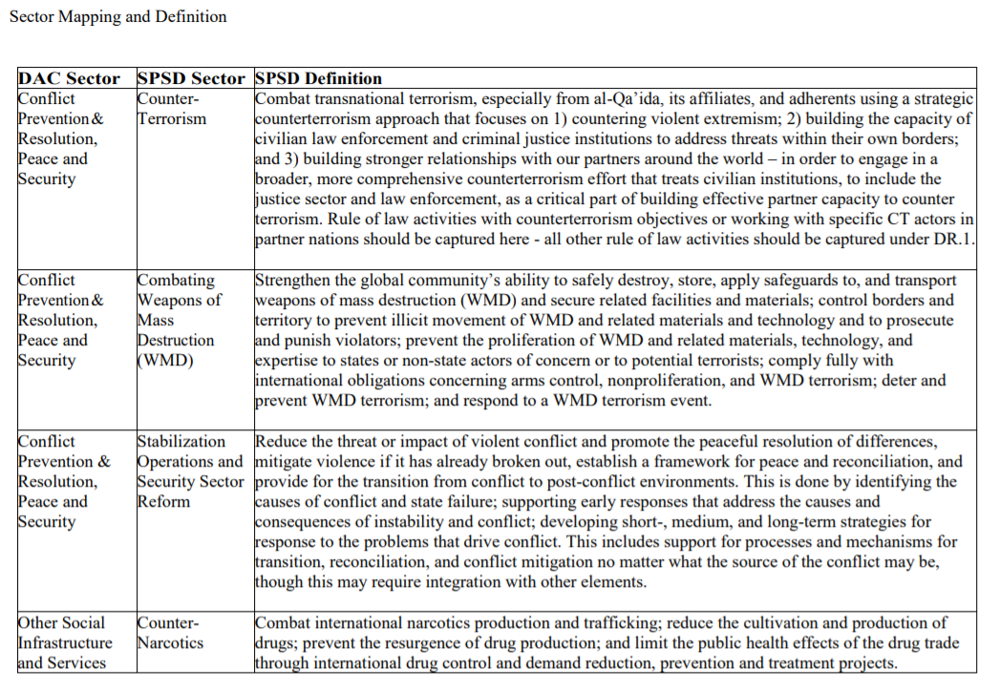 Sector Mapping and Definition
DAC Sector SPSD Sector SPSD Definition
Conflict
Prevention &
Resolution,
Peace and
Security
Counter-
Terrorism
Combat transnational terrorism, especially from al-Qa’ida, its affiliates, and adherents using a strategic
counterterrorism approach that focuses on 1) countering violent extremism; 2) building the capacity of
civilian law enforcement and criminal justice institutions to address threats within their own borders;
and 3) building stronger relationships with our partners around the world – in order to engage in a
broader, more comprehensive counterterrorism effort that treats civilian institutions, to include the
justice sector and law enforcement, as a critical part of building effective partner capacity to counter
terrorism. Rule of law activities with counterterrorism objectives or working with specific CT actors in
partner nations should be captured here - all other rule of law activities should be captured under DR.1.
Conflict
Prevention &
Resolution,
Peace and
Security
Combating
Weapons of
Mass
Destruction
(WMD)
Strengthen the global community’s ability to safely destroy, store, apply safeguards to, and transport
weapons of mass destruction (WMD) and secure related facilities and materials; control borders and
territory to prevent illicit movement of WMD and related materials and technology and to prosecute
and punish violators; prevent the proliferation of WMD and related materials, technology, and
expertise to states or non-state actors of concern or to potential terrorists; comply fully with
international obligations concerning arms control, nonproliferation, and WMD terrorism; deter and
prevent WMD terrorism; and respond to a WMD terrorism event.
Conflict
Prevention &
Resolution,
Peace and
Security
Stabilization
Operations and
Security Sector
Reform
Reduce the threat or impact of violent conflict and promote the peaceful resolution of differences,
mitigate violence if it has already broken out, establish a framework for peace and reconciliation, and
provide for the transition from conflict to post-conflict environments. This is done by identifying the
causes of conflict and state failure; supporting early responses that address the causes and
consequences of instability and conflict; developing short-, medium, and long-term strategies for
response to the problems that drive conflict. This includes support for processes and mechanisms for
transition, reconciliation, and conflict mitigation no matter what the source of the conflict may be,
though this may require integration with other elements.
Other Social
Infrastructure
and Services
Counter-
Narcotics
Combat international narcotics production and trafficking; reduce the cultivation and production of
drugs; prevent the resurgence of drug production; and limit the public health effects of the drug trade
through international drug control and demand reduction, prevention and treatment projects.